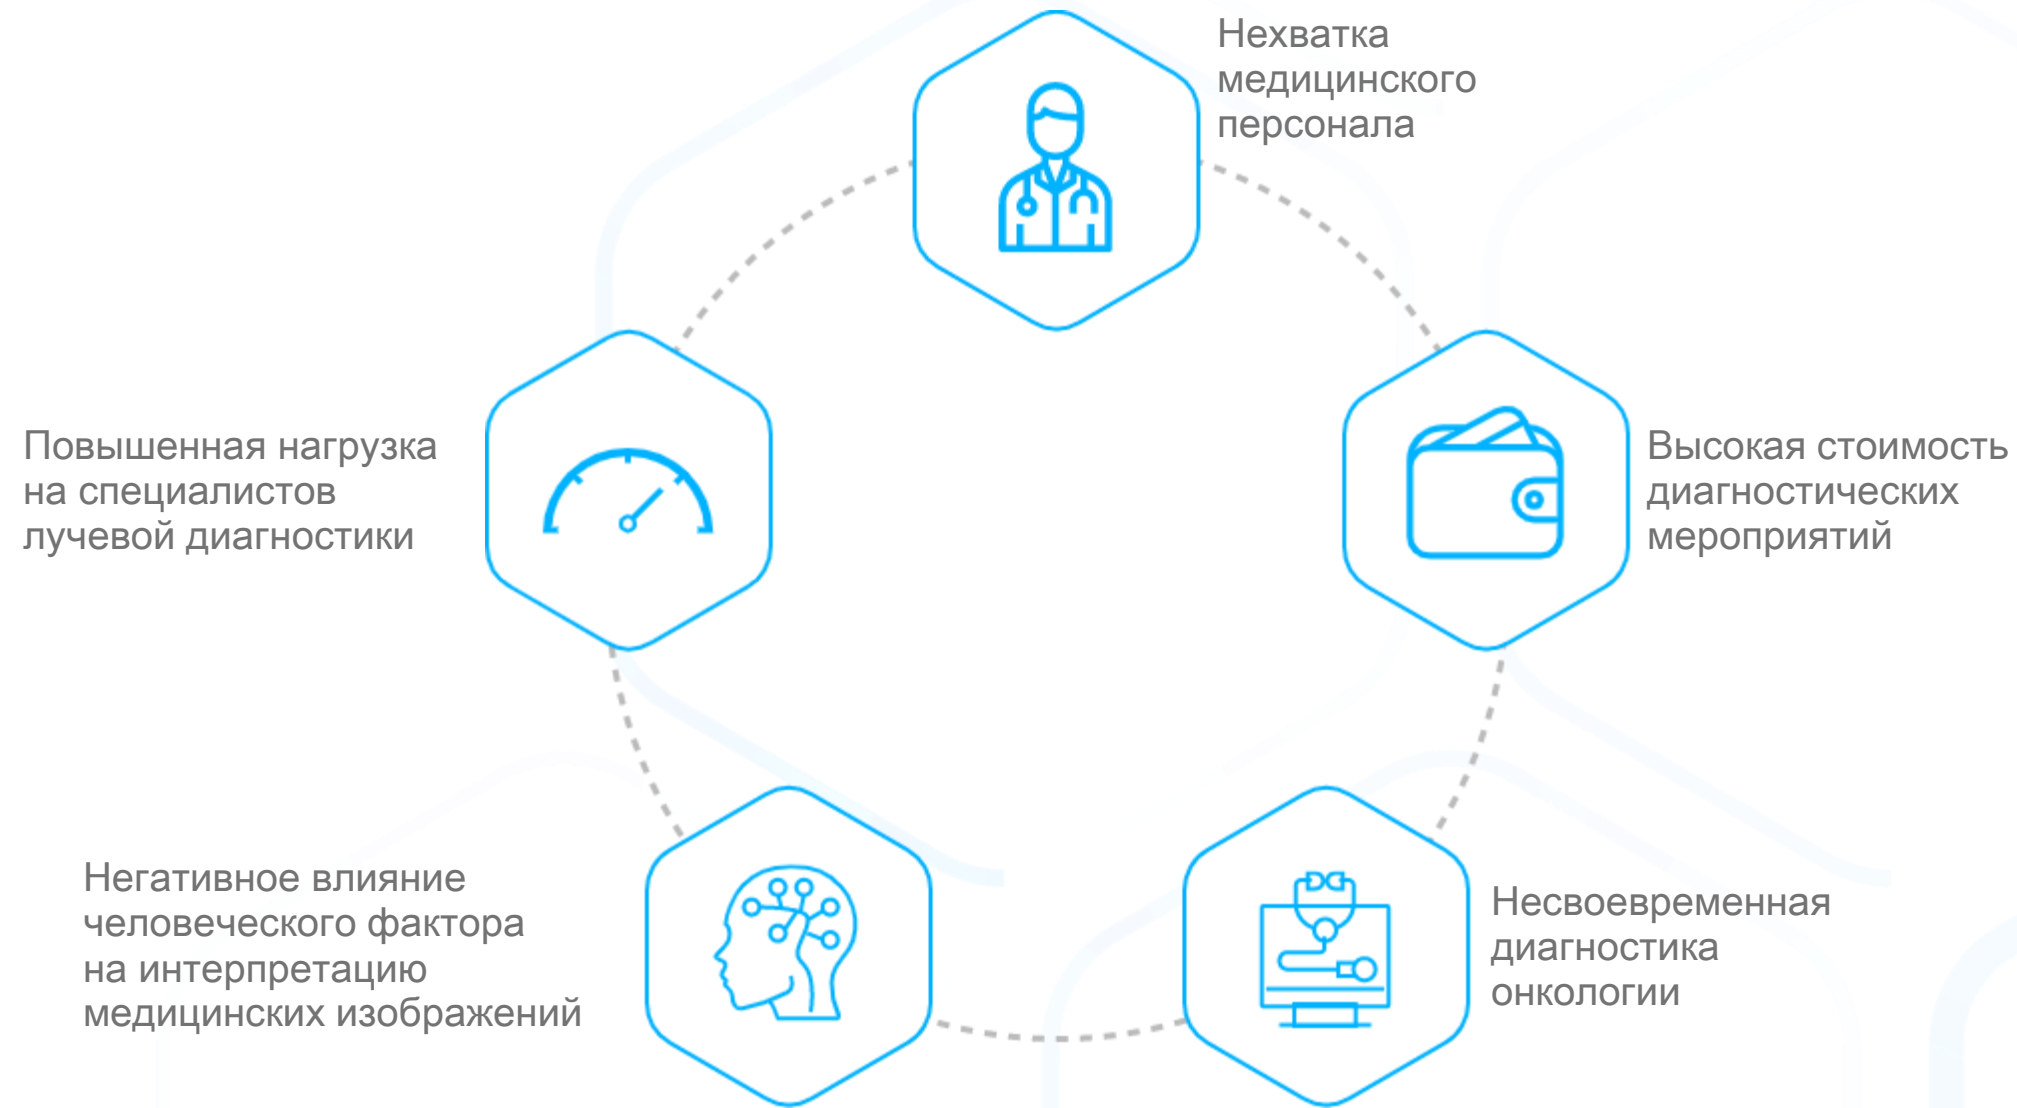 Нехватка
медицинского
персонала
Повышенная нагрузка
на специалистов
лучевой диагностики
Высокая стоимость
диагностических
мероприятий
Негативное влияние
человеческого фактора
на интерпретацию
медицинских изображений
Несвоевременная
диагностика
онкологии